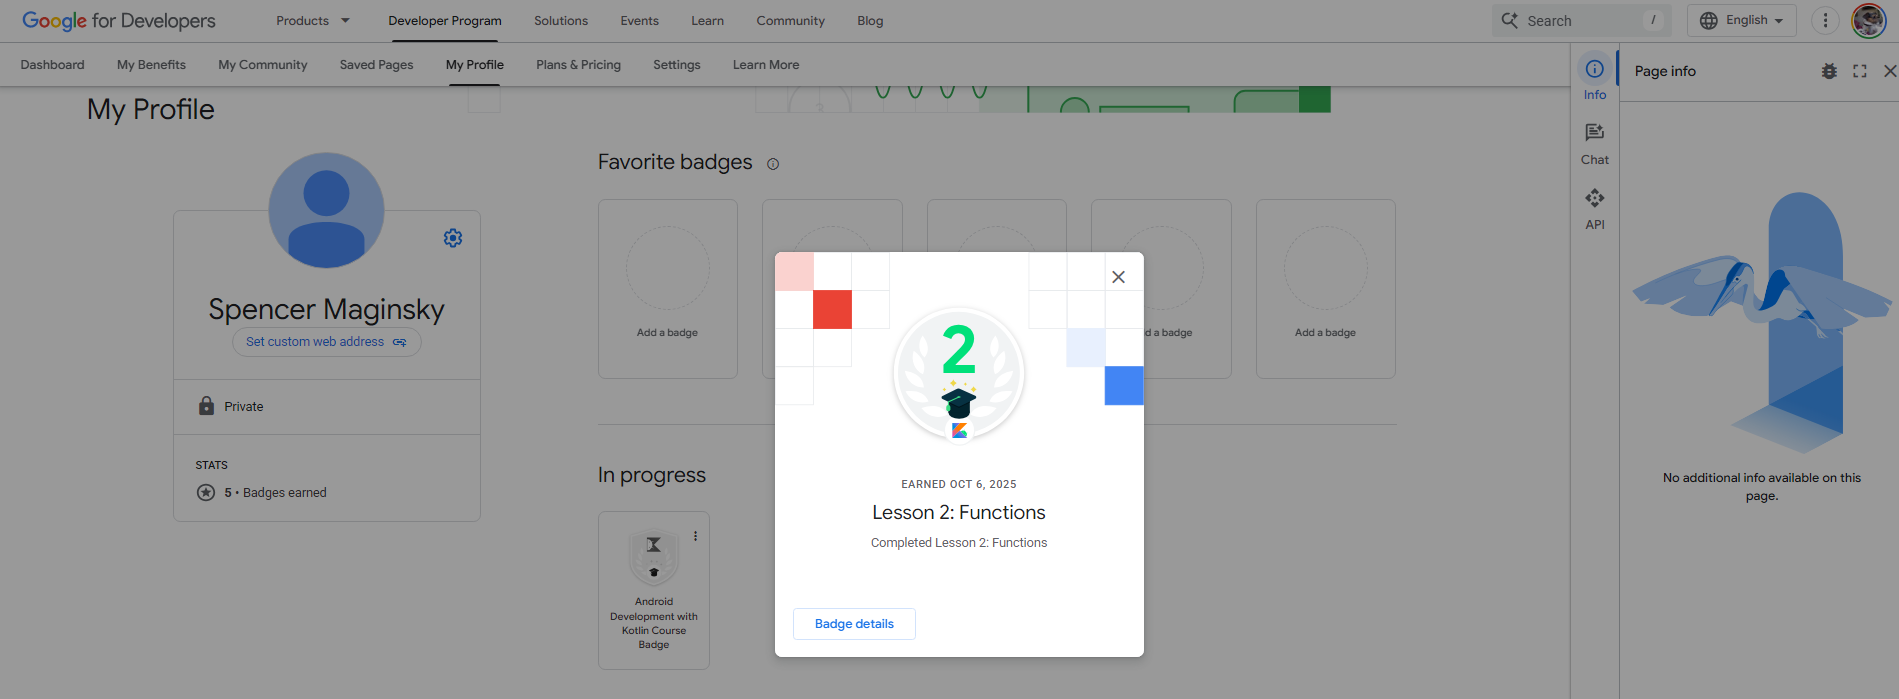 Google for Developers
Products
Developer Program
Solutions
Events
Learn
Community
Blog
Search
/
English
Dashboard
My Benefits
My Community
Saved Pages
My Profile
Plans & Pricing
Settings
Learn More
Info
Chat
API
Page info
No additional info available on this
page.
My Profile
Spencer Maginsky
Set custom web address
Private
STATS
5 • Badges earned
3
Favorite badges
Add a badge
d a badge
Add a badge
In progress
Android
Development with
Kotlin Course
Badge
2
EARNED OCT 6, 2025
Lesson 2: Functions
Completed Lesson 2: Functions
Badge details